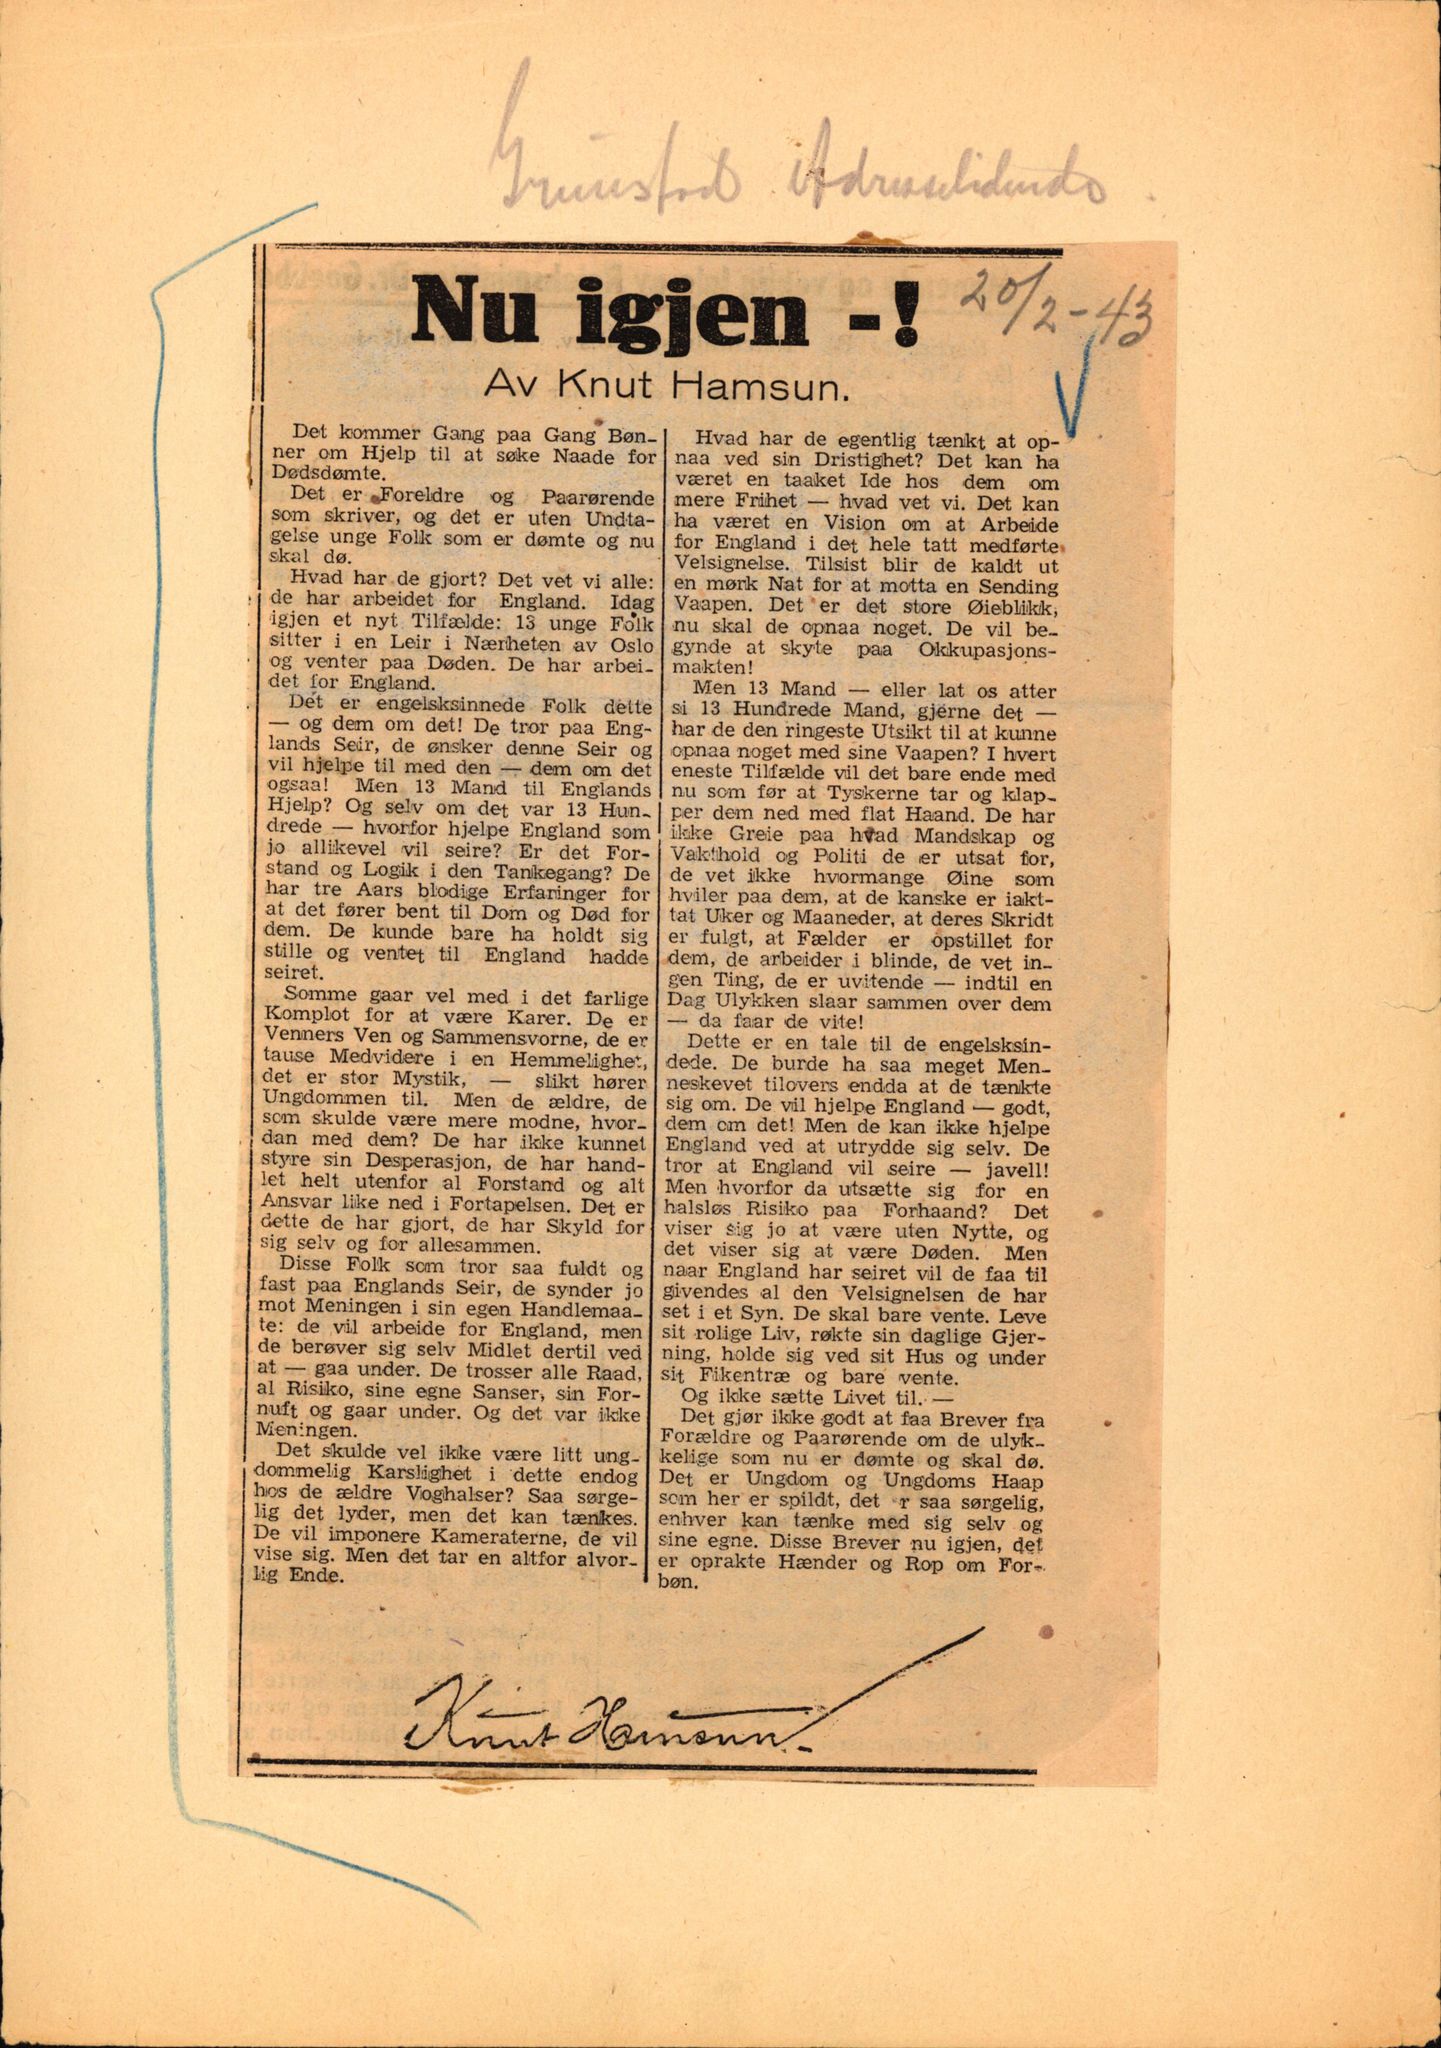 Grimstad Adressetidende
Nu igjen -!
20/2-43
Av Knut Hamsun.
Det kommer Gang paa Gang Bøn-
ner om Hjelp til at søke Naade for
Dødsdømte.
Det er Foreldre og Paarørende
som skriver, og det er uten Undta-
gelse unge Folk som er dømte og nu
skal dø.
Hvad har de gjort? Det vet vi alle:
de har arbeidet for England. Idag
igjen et nyt Tilfælde: 13 unge Folk
sitter i en Leir i Nærheten av Oslo
og venter paa Døden. De har arbei-
det for England.
Det er engelsksinnede Folk dette
— og dem om det! De tror paa Eng-
lands Seir, de ønsker denne Seir og
vil hjelpe til med den — dem om det
ogsaa! Men 13 Mand til Englands
Hjelp? Og selv om det var 13 Hun-
drede — hvorfor hjelpe England som
jo allikevel vil seire? Er det For-
stand og Logik i den Tankegang? De
har tre Aars blodige Erfaringer for
at det fører bent til Dom og Død for
dem. De kunde bare ha holdt sig
stille og ventet til England hadde
seiret.
Somme gaar vel med i det farlige
Komplot for at være Karer. De er
Venners Ven og Sammensvorne, de er
tause Medvidere i en Hemmelighet,
det er stor Mystik, — slikt hører
Ungdommen til. Men de ældre, de
som skulde være mere modne, hvor-
dan med dem? De har ikke kunnet
styre sin Desperasjon, de har hand-
let helt utenfor al Forstand og alt
Ansvar like ned i Fortapelsen. Det er
dette de har gjort, de har Skyld for
sig selv og for allesammen.
Disse Folk som tror saa fuldt og
fast paa Englands Seir, de synder jo
mot Meningen i sin egen Handlemaa-
te: de vil arbeide for England, men
de berøver sig selv Midlet dertil ved
at — gaa under. De trosser alle Raad,
al Risiko, sine egne Sanser, sin For-
nuft og gaar under. Og det var ikke
Meningen.
Det skulde vel ikke være litt ung-
dommelig Karslighet i dette endog
hos de ældre Voghalser? Saa sørge-
lig det lyder, men det kan tænkes.
De vil imponere Kameraterne, de vil
vise sig. Men det tar en altfor alvor-
lig Ende.
Hvad har de egentlig tænkt at op-
naa ved sin Dristighet? Det kan ha
været en taaket Ide hos dem om
mere Frihet — hvad vet vi. Det kan
ha været en Vision om at Arbeide
for England i det hele tatt medførte
Velsignelse. Tilsist blir de kaldt ut
en mørk Nat for at motta en Sending
Vaapen. Det er det store Øieblikk,
nu skal de opnaa noget. De vil be-
gynde at skyte paa Okkupasjons-
makten!
Men 13 Mand — eller lat os atter
si 13 Hundrede Mand, gjerne det —
har de den ringeste Utsikt til at kunne
opnaa noget med sine Vaapen? I hvert
eneste Tilfælde vil det bare ende med
nu som før at Tyskerne tar og klap-
per dem ned med flat Haand. De har
ikke Greie paa hvad Mandskap og
Vakthold og Politi de er utsat for,
de vet ikke hvormange Øine som
hviler paa dem, at de kanske er iakt-
tat Uker og Maaneder, at deres Skridt
er fulgt, at Fælder er opstillet for
dem, de arbeider i blinde, de vet in-
gen Ting, de er uvitende — indtil en
Dag Ulykken slaar sammen over dem
— da faar de vite!
Dette er en tale til de engelsksin-
dede. De burde ha saa meget Men-
neskevet tilovers endda at de tænkte
sig om. De vil hjelpe England — godt,
dem om det! Men de kan ikke hjelpe
England ved at utrydde sig selv. De
tror at England vil seire — javell!
Men hvorfor da utsætte sig for en
halsløs Risiko paa Forhaand? Det
viser sig jo at være uten Nytte, og
det viser sig at være Døden. Men
naar England har seiret vil de faa til
givendes al den Velsignelsen de har
set i et Syn. De skal bare vente. Leve
sit rolige Liv, røkte sin daglige Gjer-
ning, holde sig ved sit Hus og under
sit Fikentræ og bare vente.
Og ikke sætte Livet til. —
Det gjør ikke godt at faa Brever fra
Forældre og Paarørende om de ulyk-
kelige som nu er dømte og skal dø.
Det er Ungdom og Ungdoms Haap
som her er spildt, det r saa sørgelig,
enhver kan tænke med sig selv og
sine egne. Disse Brever nu igjen, det
er oprakte Hænder og Rop om For-
bøn.
Knut Hamsun.